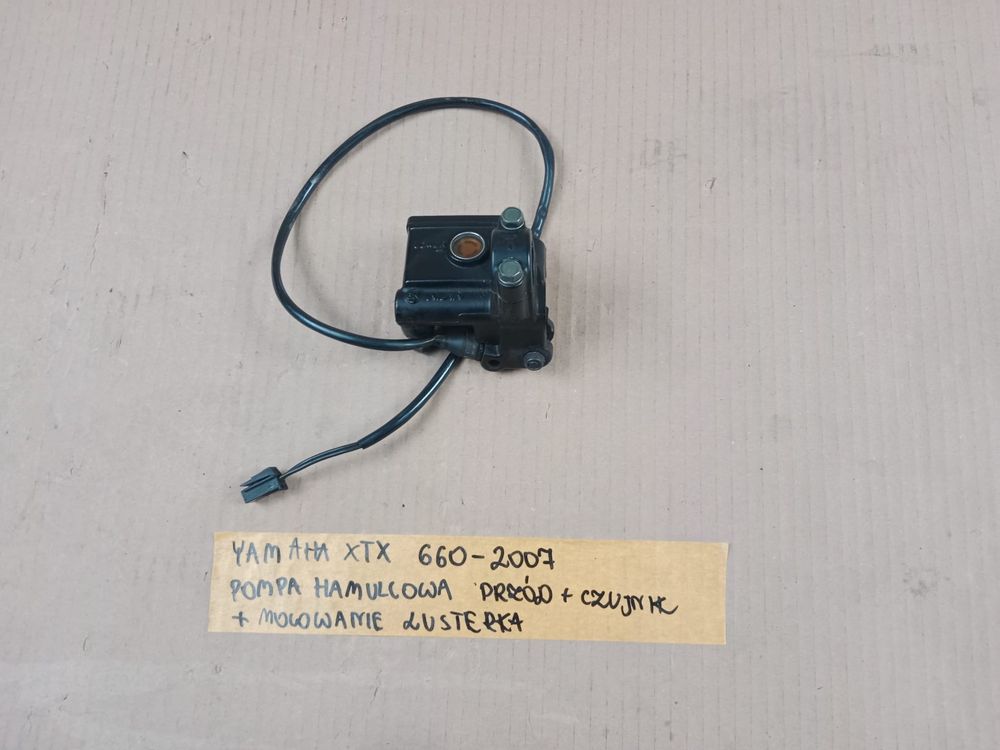 YAMAHA XTX 660-2007
POMPA HAMULCOWA PRZÓD + CZUJNIK
+ MOCOWANIE LUSTERKA